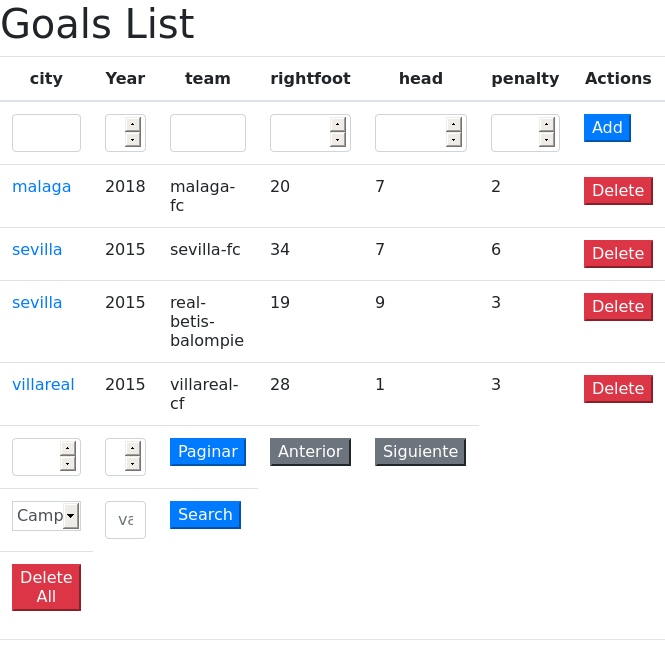 Goals List
city Year team rightfoot head penalty Actions
Add
malaga 2018 malaga-fc 20 7 2 Delete
sevilla 2015 sevilla-fc 34 7 6 Delete
sevilla 2015 real-betis-balompie 19 9 3 Delete
villareal 2015 villareal-cf 28 1 3 Delete
Paginar Anterior Siguiente
Camp va Search
Delete All